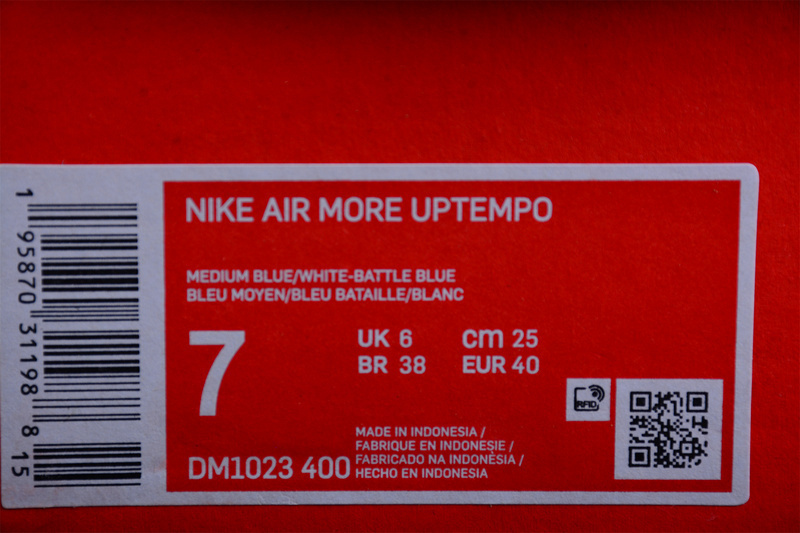 NIKE AIR MORE UPTEMPO
MEDIUM BLUE/WHITE-BATTLE BLUE
BLEU MOYEN/BLEU BATAILLE/BLANC
7
UK 6 cm 25
BR 38 EUR 40
RFID
DM1023 400
MADE IN INDONESIA /
FABRIQUE EN INDONÉSIE /
FABRICADO NA INDONÉSIA /
HECHO EN INDONESIA
1 95870 31198 8 15